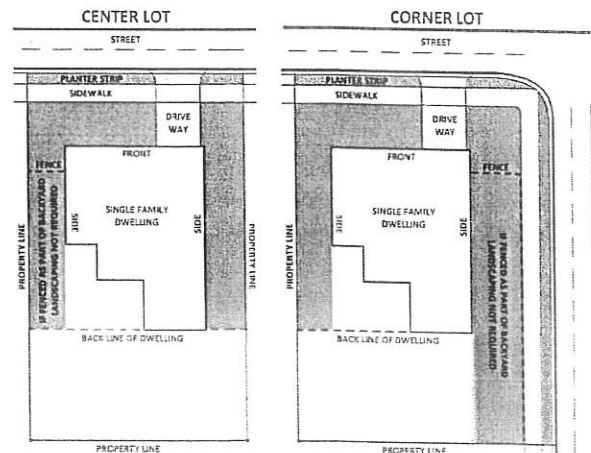 CENTER LOT
STREET
PLANTER STRIP
SIDEWALK
DRIVE
WAY
FENCE
FRONT
SINGLE FAMILY
DWELLING
SIDE
SIDE
PROPERTY LINE
IF FENCED AS PART OF BACKYARD
LANDSCAPING NOT REQUIRED
PROPERTY LINE
BACK LINE OF DWELLING
PROPERTY LINE
CORNER LOT
STREET
PLANTER STRIP
SIDEWALK
DRIVE
WAY
FRONT
FENCE
SINGLE FAMILY
DWELLING
SIDE
SIDE
PROPERTY LINE
IF FENCED AS PART OF BACKYARD
LANDSCAPING NOT REQUIRED
BACK LINE OF DWELLING
PROPERTY LINE